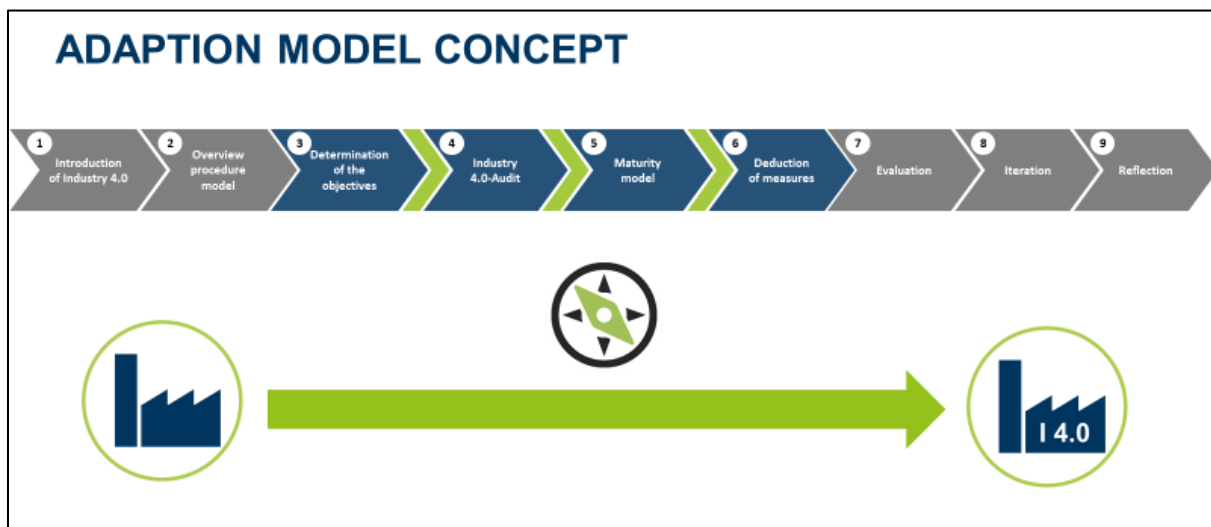 ADAPTION MODEL CONCEPT
1
Introduction
of Industry 4.0
2
Overview
procedure
model
3
Determination
of the
objectives
4
Industry
4.0-Audit
5
Maturity
model
6
Deduction
of measures
7
Evaluation
8
Iteration
9
Reflection
I 4.0